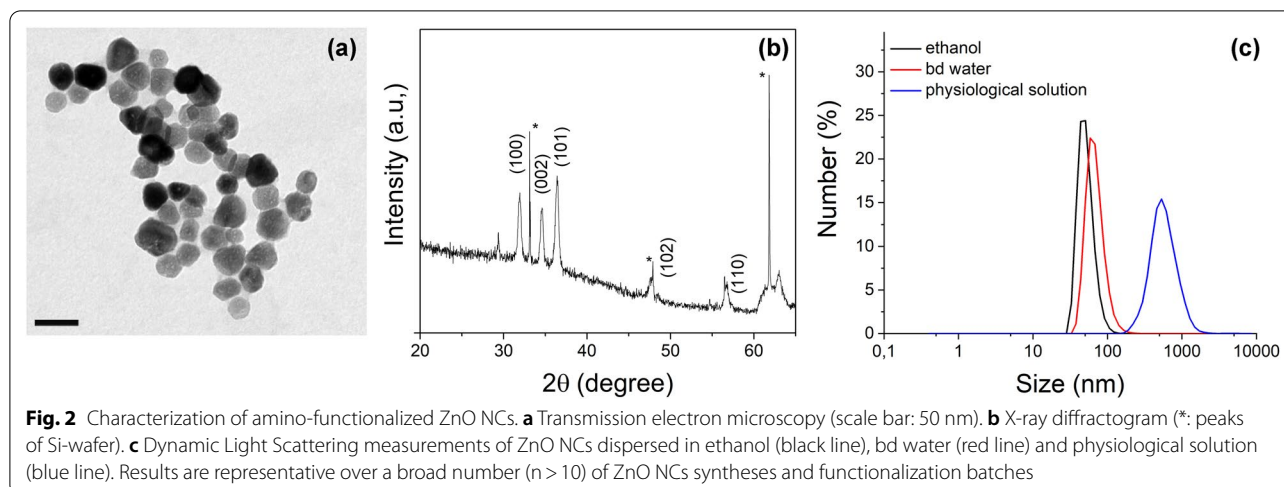 (a)
(b)
Intensity (a.u,)
(100)
*
(002)
(101)
*
(102)
(110)
*
20 30 40 50 60
2θ (degree)
(c)
ethanol
bd water
physiological solution
Number (%)
30
25
20
15
10
5
0
0,1 1 10 100 1000 10000
Size (nm)
Fig. 2 Characterization of amino-functionalized ZnO NCs. a Transmission electron microscopy (scale bar: 50 nm). b X-ray diffractogram (*: peaks
of Si-wafer). c Dynamic Light Scattering measurements of ZnO NCs dispersed in ethanol (black line), bd water (red line) and physiological solution
(blue line). Results are representative over a broad number (n > 10) of ZnO NCs syntheses and functionalization batches